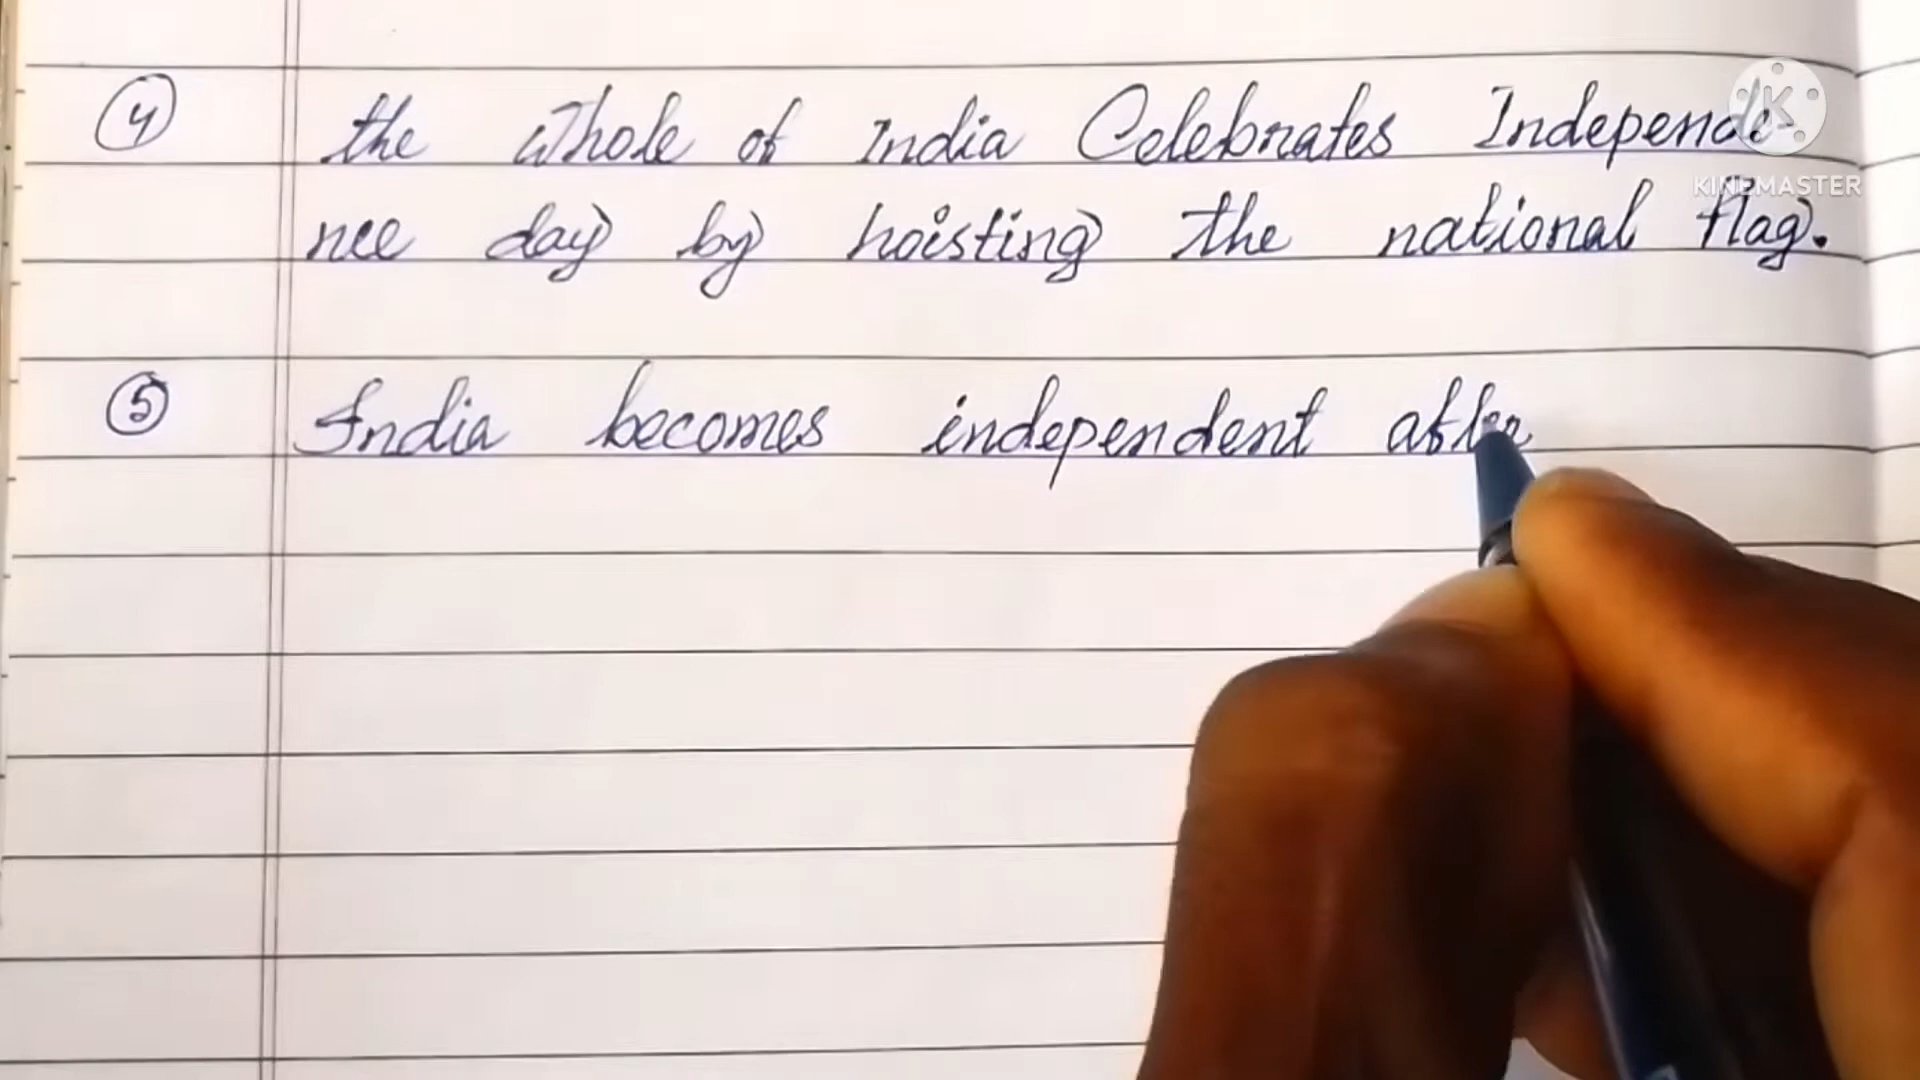 ④ the whole of India Celebrates Independe-
nce day by hoisting the national flag.
⑤ India becomes independent after
KINEMASTER